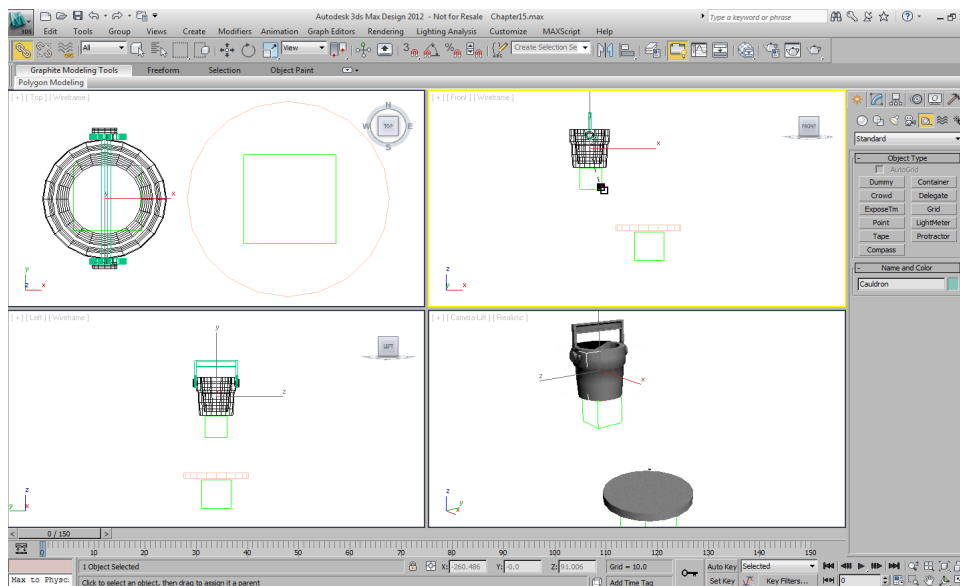 Autodesk 3ds Max Design 2012 - Not for Resale Chapter15.max
Type a keyword or phrase
3DS Edit Tools Group Views Create Modifiers Animation Graph Editors Rendering Lighting Analysis Customize MAXScript Help
All View 3 Create Selection Se
Graphite Modeling Tools Freeform Selection Object Paint
Polygon Modeling
[ + ] [ Top ] [ Wireframe ]
N
W TOP E
S
y
x
y
z x
[ + ] [ Front ] [ Wireframe ]
FRONT
x
z
y x
[ + ] [ Left ] [ Wireframe ]
LEFT
y
z
z
y x
[ + ] [ Camera-Lift ] [ Realistic ]
z x
z
y
x
Standard
- Object Type
AutoGrid
Dummy Container
Crowd Delegate
ExposeTm Grid
Point LightMeter
Tape Protractor
Compass
- Name and Color
Cauldron
< 0 / 150 >
0 10 20 30 40 50 60 70 80 90 100 110 120 130 140 150
1 Object Selected X: -260.486 Y: -0.0 Z: 91.006 Grid = 10.0 Auto Key Selected
Max to Physc Click to select an object, then drag to assign it a parent Add Time Tag Set Key Key Filters... 0